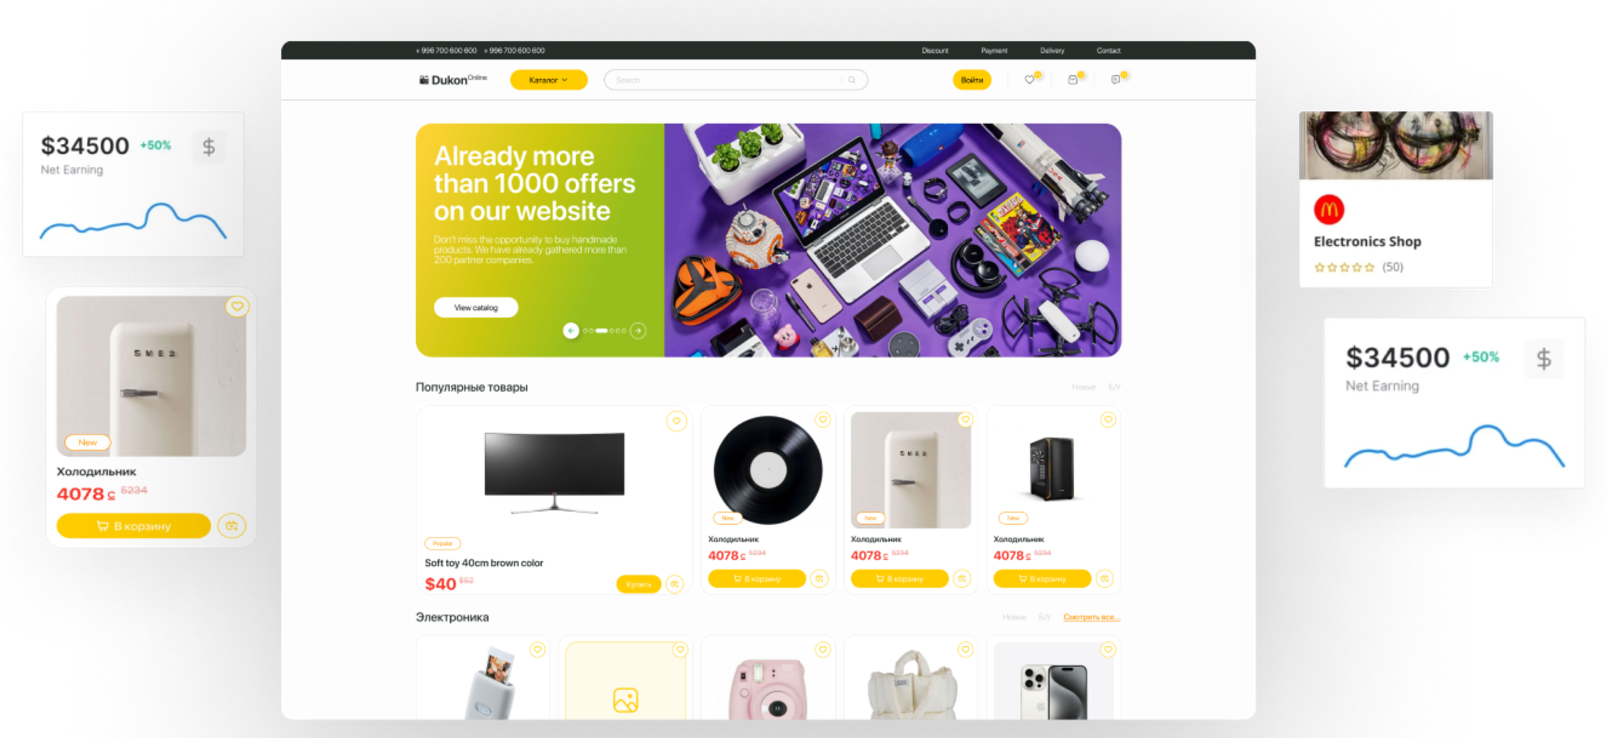 + 996 700 600 600 + 996 700 600 600
Discount Payment Delivery Contact
Dukon Online
Каталог
Search
Войти
$34500 +50% $
Net Earning
Already more
than 1000 offers
on our website
Don't miss the opportunity to buy handmade
products. We have already gathered more than
200 partner companies.
View catalog
Electronics Shop
(50)
SMEG
New
Холодильник
4078 с 5234
В корзину
$34500 +50% $
Net Earning
Популярные товары
Новые Б/У
Popular
Soft toy 40cm brown color
$40 $52
Купить
New
Холодильник
4078 с 5234
В корзину
SMEG
New
Холодильник
4078 с 5234
В корзину
New
Холодильник
4078 с 5234
В корзину
Электроника
Новые Б/У Смотреть все...